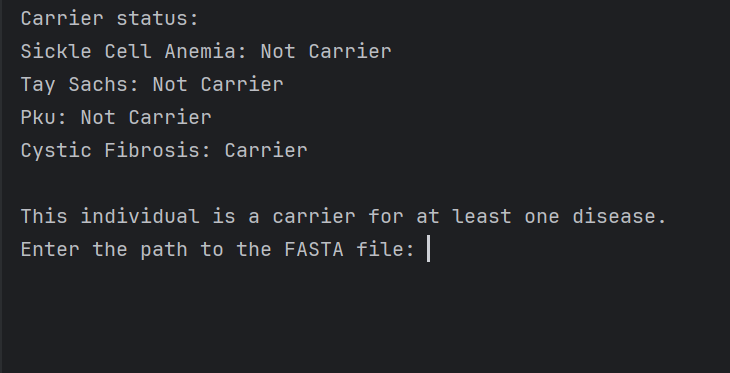 Carrier status:
Sickle Cell Anemia: Not Carrier
Tay Sachs: Not Carrier
Pku: Not Carrier
Cystic Fibrosis: Carrier
This individual is a carrier for at least one disease.
Enter the path to the FASTA file: